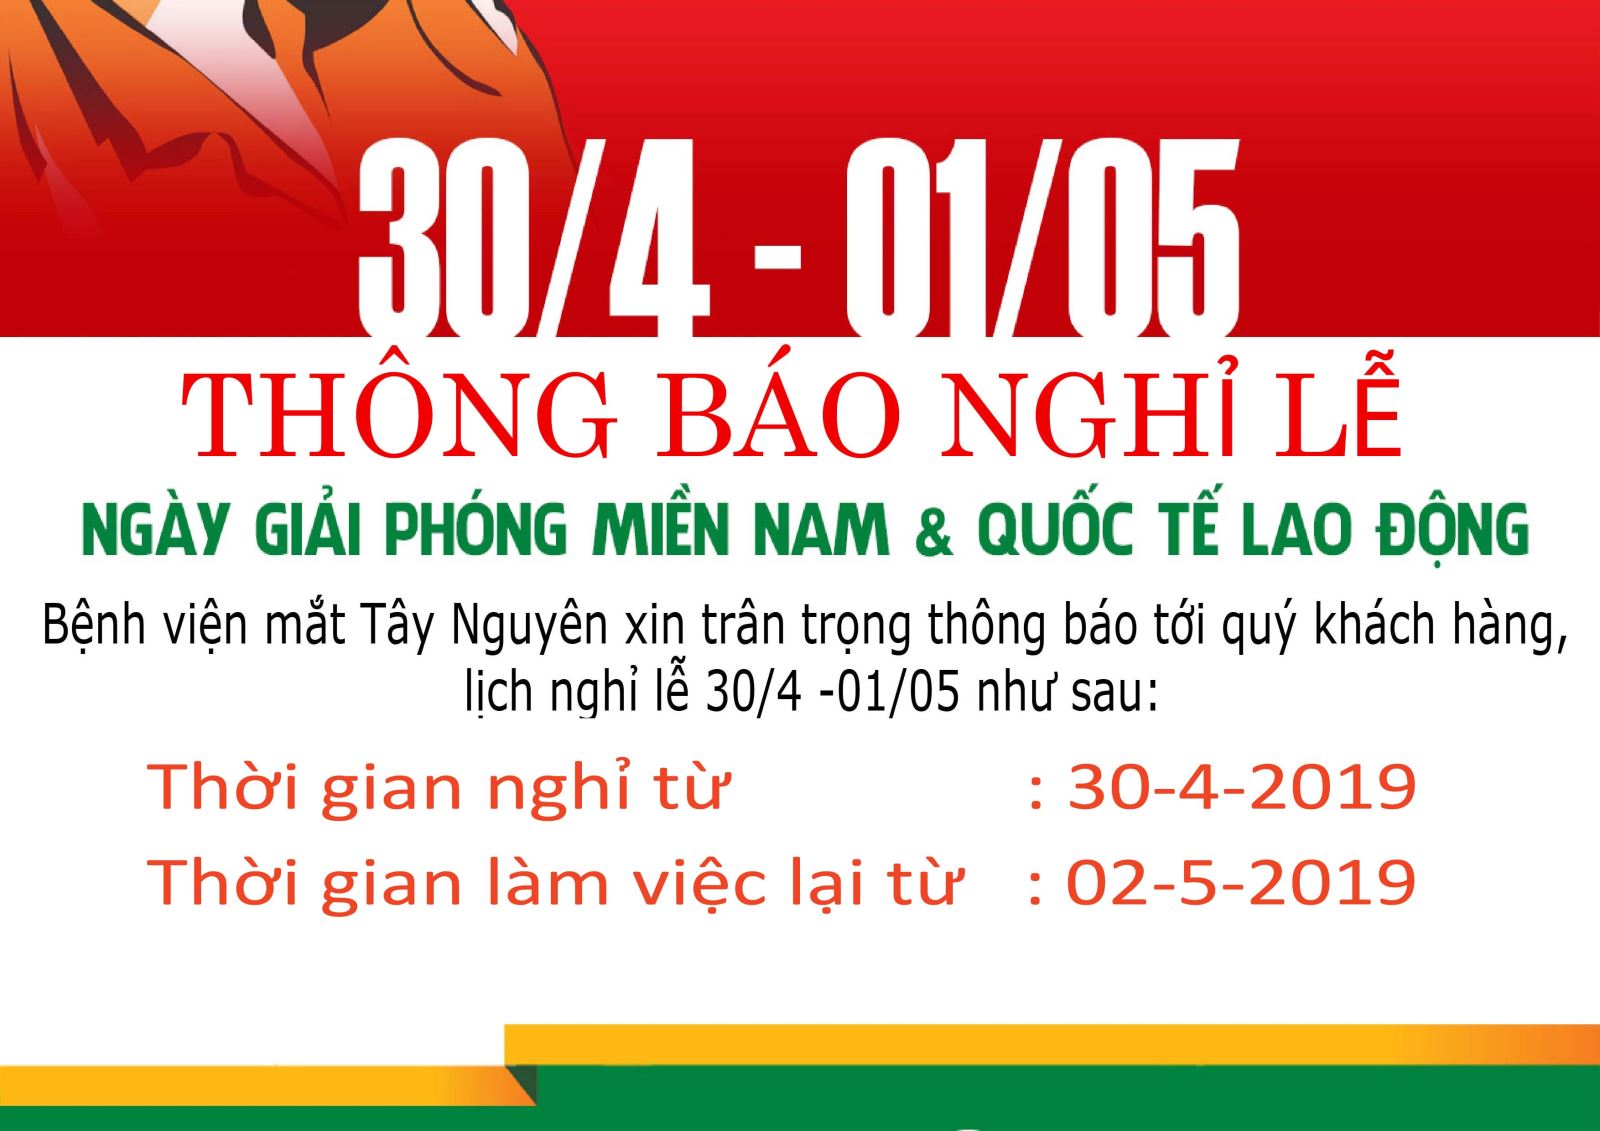 30/4 - 01/05
THÔNG BÁO NGHỈ LỄ
NGÀY GIẢI PHÓNG MIỀN NAM & QUỐC TẾ LAO ĐỘNG
Bệnh viện mắt Tây Nguyên xin trân trọng thông báo tới quý khách hàng,
lịch nghỉ lễ 30/4 -01/05 như sau:
Thời gian nghỉ từ : 30-4-2019
Thời gian làm việc lại từ : 02-5-2019